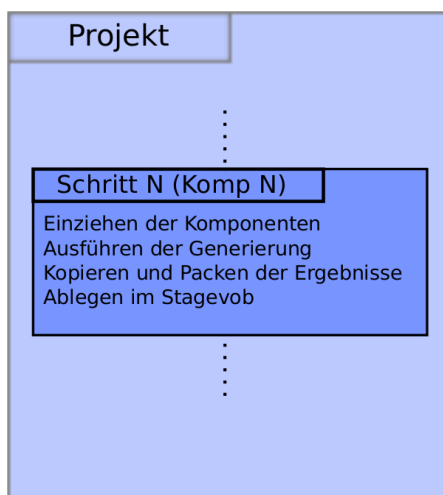 Projekt
Schritt N (Komp N)
Einziehen der Komponenten
Ausführen der Generierung
Kopieren und Packen der Ergebnisse
Ablegen im Stagevob